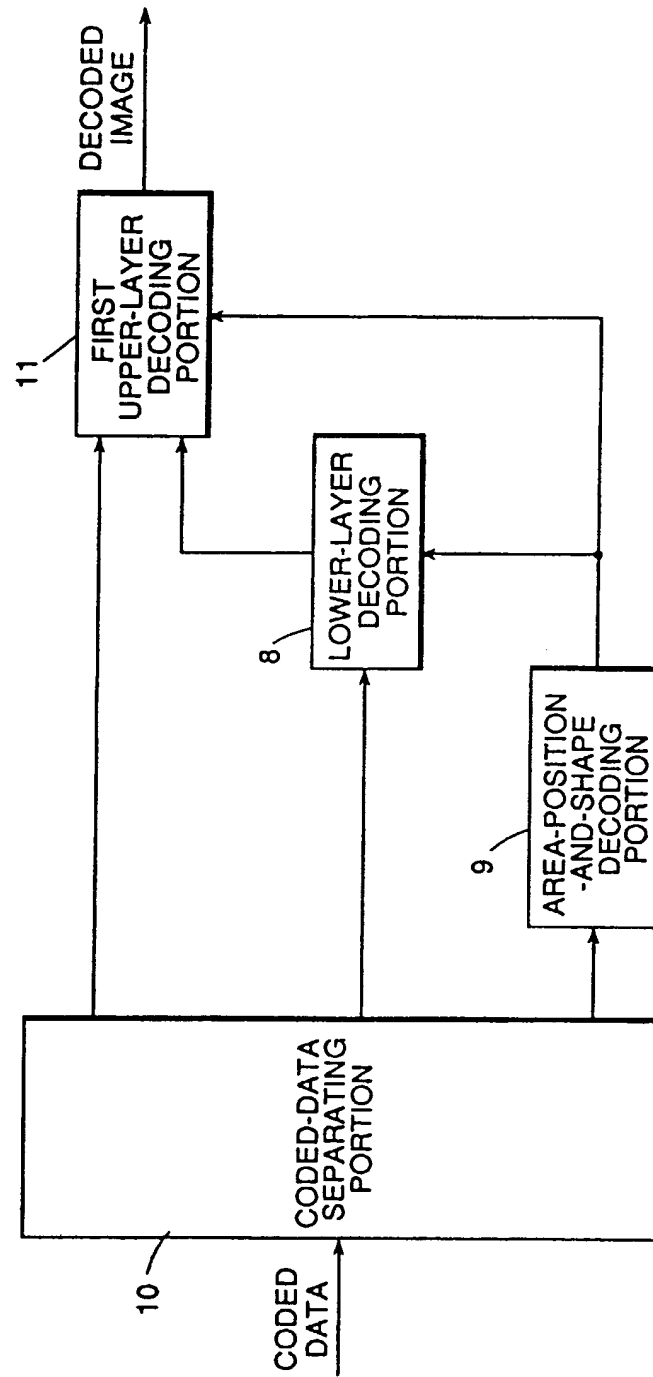 CODED
DATA
10
CODED-DATA
SEPARATING
PORTION
9
AREA-POSITION
-AND-SHAPE
DECODING
PORTION
8
LOWER-LAYER
DECODING
PORTION
11
FIRST
UPPER-LAYER
DECODING
PORTION
DECODED
IMAGE